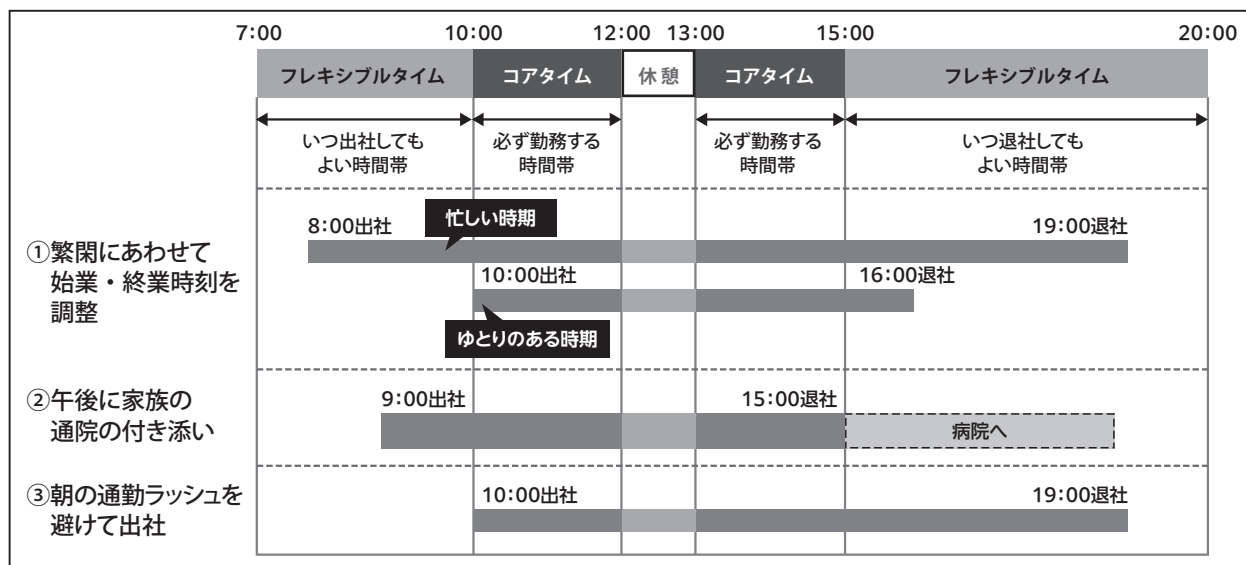 7:00 10:00 12:00 13:00 15:00 20:00
フレキシブルタイム コアタイム 休憩 コアタイム フレキシブルタイム
いつ出社しても 必ず勤務する 必ず勤務する いつ退社しても
よい時間帯 時間帯 時間帯 よい時間帯
①繁閑にあわせて
始業・終業時刻を
調整
8:00出社 忙しい時期 19:00退社
10:00出社 16:00退社
ゆとりのある時期
②午後に家族の
通院の付き添い
9:00出社 15:00退社
病院へ
③朝の通勤ラッシュを
避けて出社
10:00出社 19:00退社